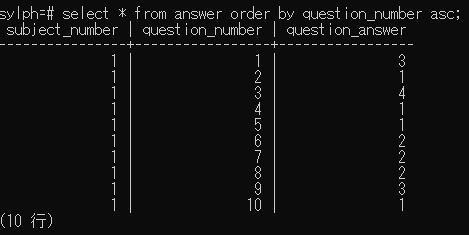 sylph=# select * from answer order by question_number asc;
 subject_number | question_number | question_answer
----------------+-----------------+-----------------
              1 |               1 |               3
              1 |               2 |               1
              1 |               3 |               4
              1 |               4 |               1
              1 |               5 |               1
              1 |               6 |               2
              1 |               7 |               2
              1 |               8 |               2
              1 |               9 |               3
              1 |              10 |               1
(10 行)